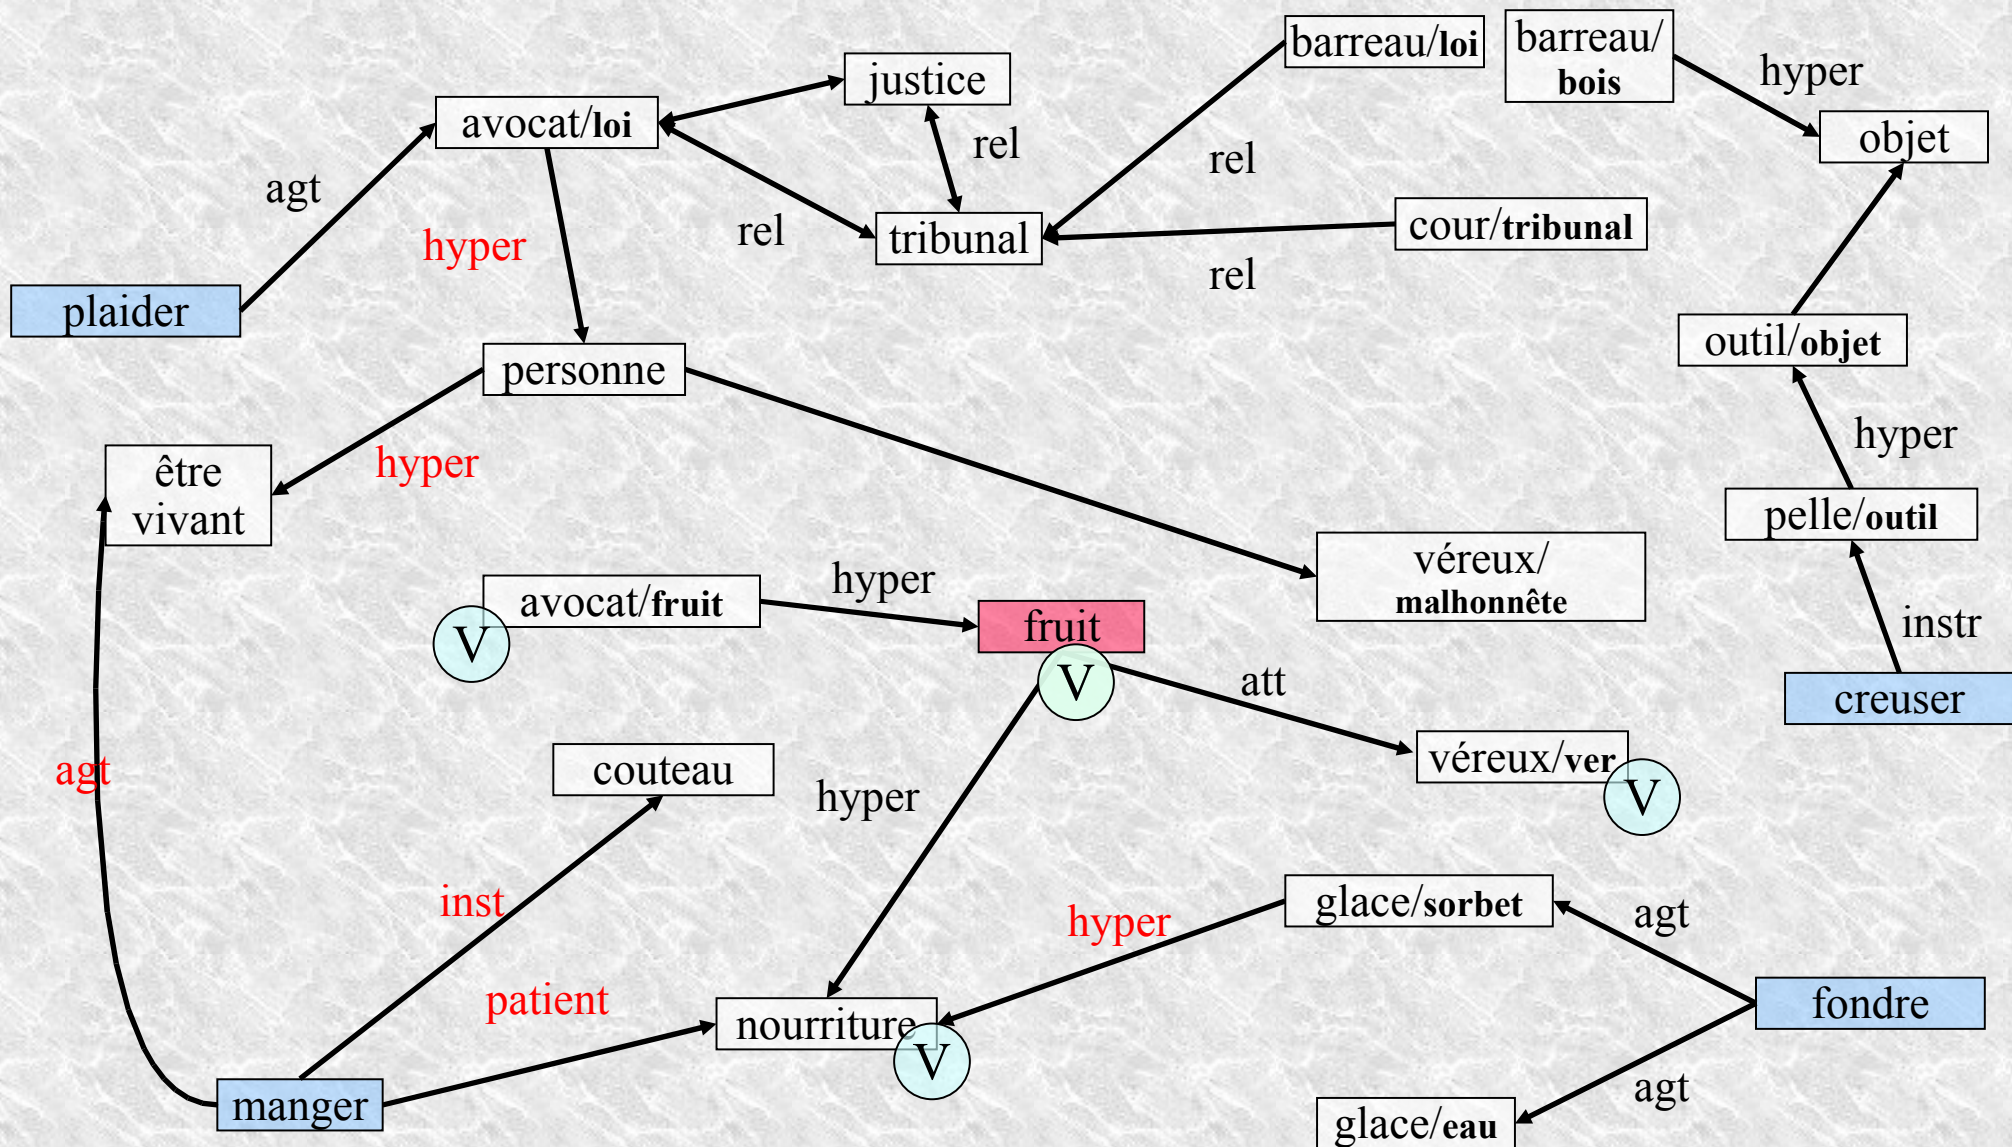 barreau/loi
barreau/
bois
hyper
justice
avocat/loi
objet
rel
rel
agt
hyper
rel
tribunal
cour/tribunal
rel
plaider
outil/objet
personne
hyper
hyper
être
vivant
pelle/outil
véreux/
malhonnête
hyper
avocat/fruit
V
fruit
V
instr
att
creuser
couteau
véreux/ver
V
agt
hyper
inst
hyper
glace/sorbet
agt
patient
nourriture
V
fondre
manger
agt
glace/eau